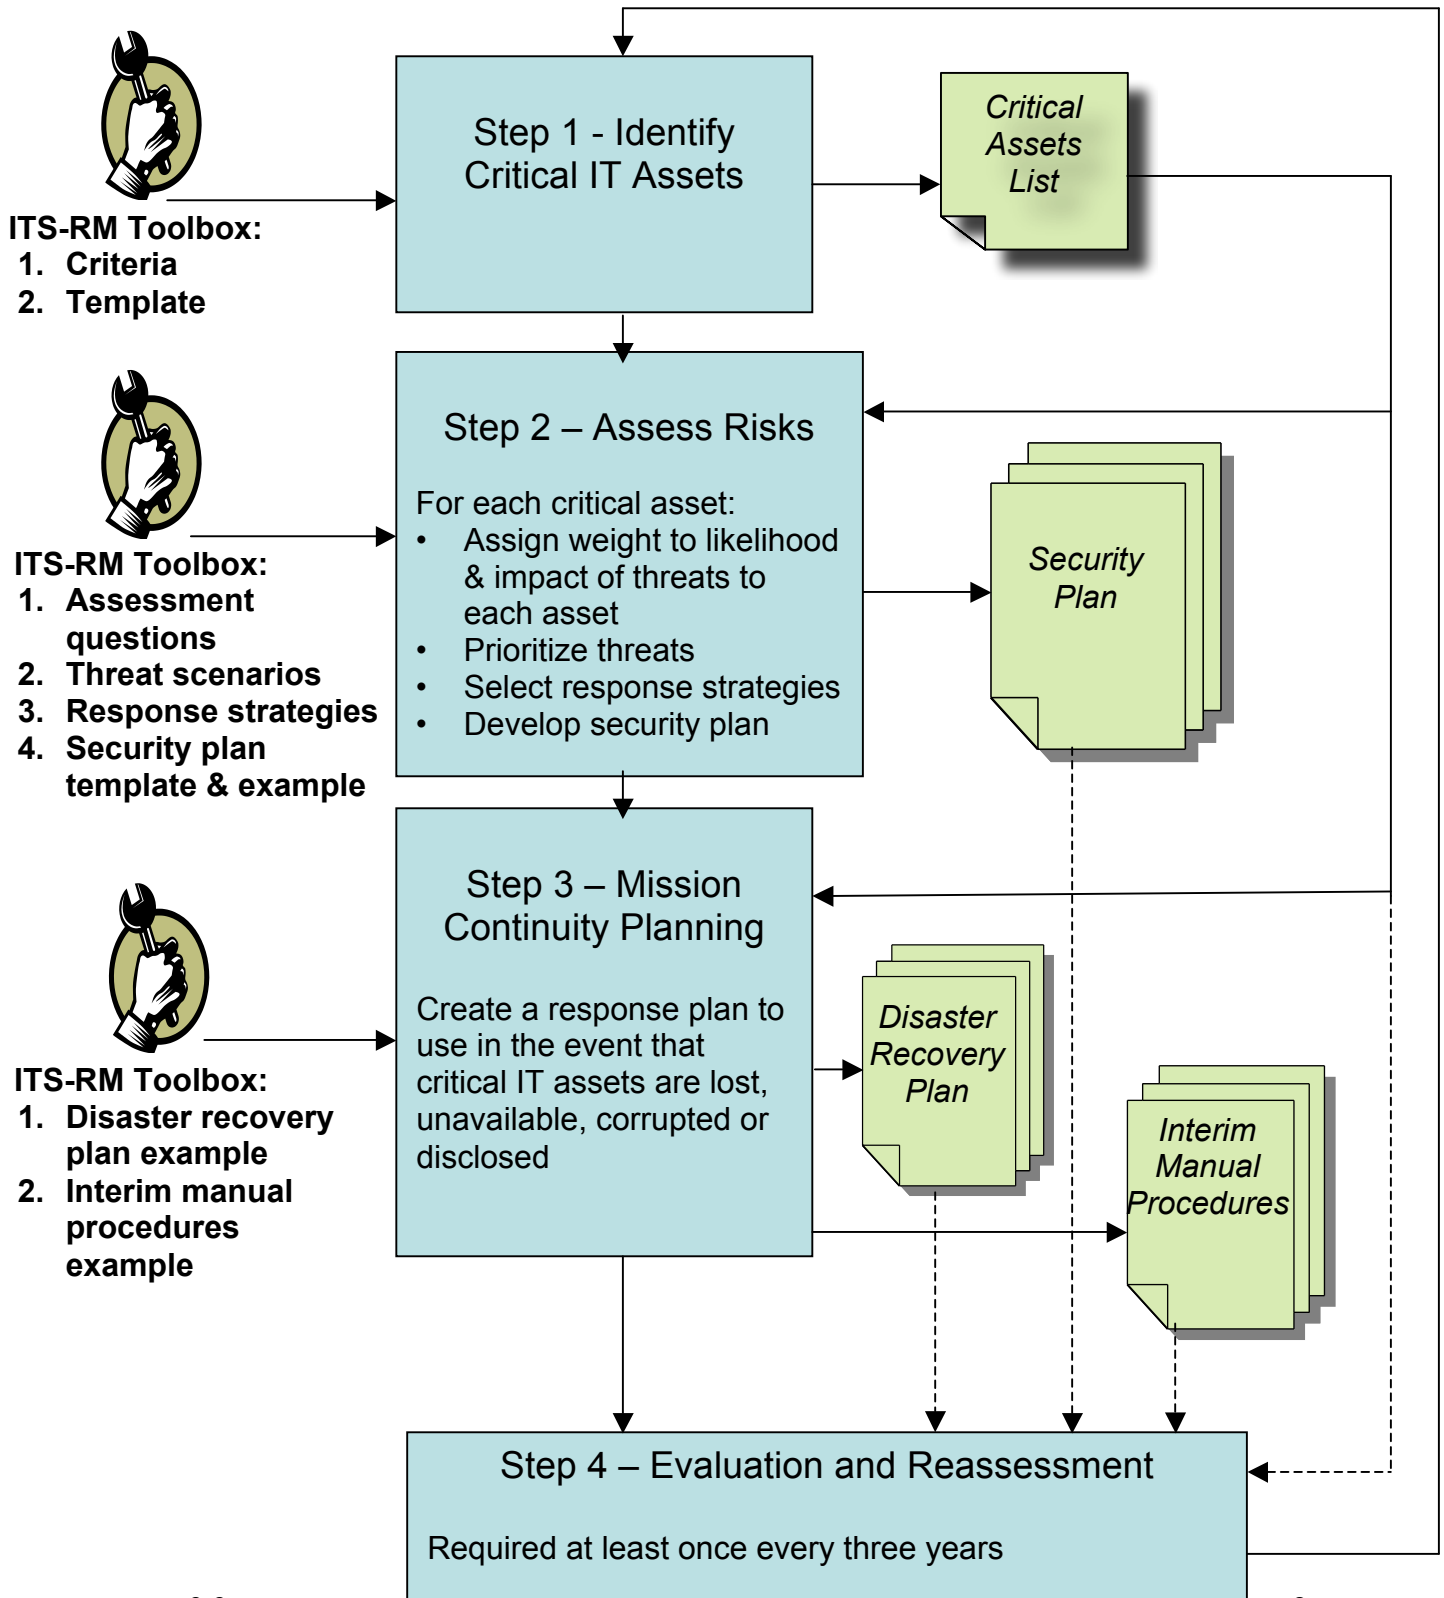 Step 1 - Identify
Critical IT Assets
Critical
Assets
List
ITS-RM Toolbox:
1. Criteria
2. Template
Step 2 – Assess Risks
For each critical asset:
• Assign weight to likelihood
& impact of threats to
each asset
• Prioritize threats
• Select response strategies
• Develop security plan
Security
Plan
ITS-RM Toolbox:
1. Assessment
questions
2. Threat scenarios
3. Response strategies
4. Security plan
template & example
Step 3 – Mission
Continuity Planning
Create a response plan to
use in the event that
critical IT assets are lost,
unavailable, corrupted or
disclosed
Disaster
Recovery
Plan
Interim
Manual
Procedures
ITS-RM Toolbox:
1. Disaster recovery
plan example
2. Interim manual
procedures
example
Step 4 – Evaluation and Reassessment
Required at least once every three years